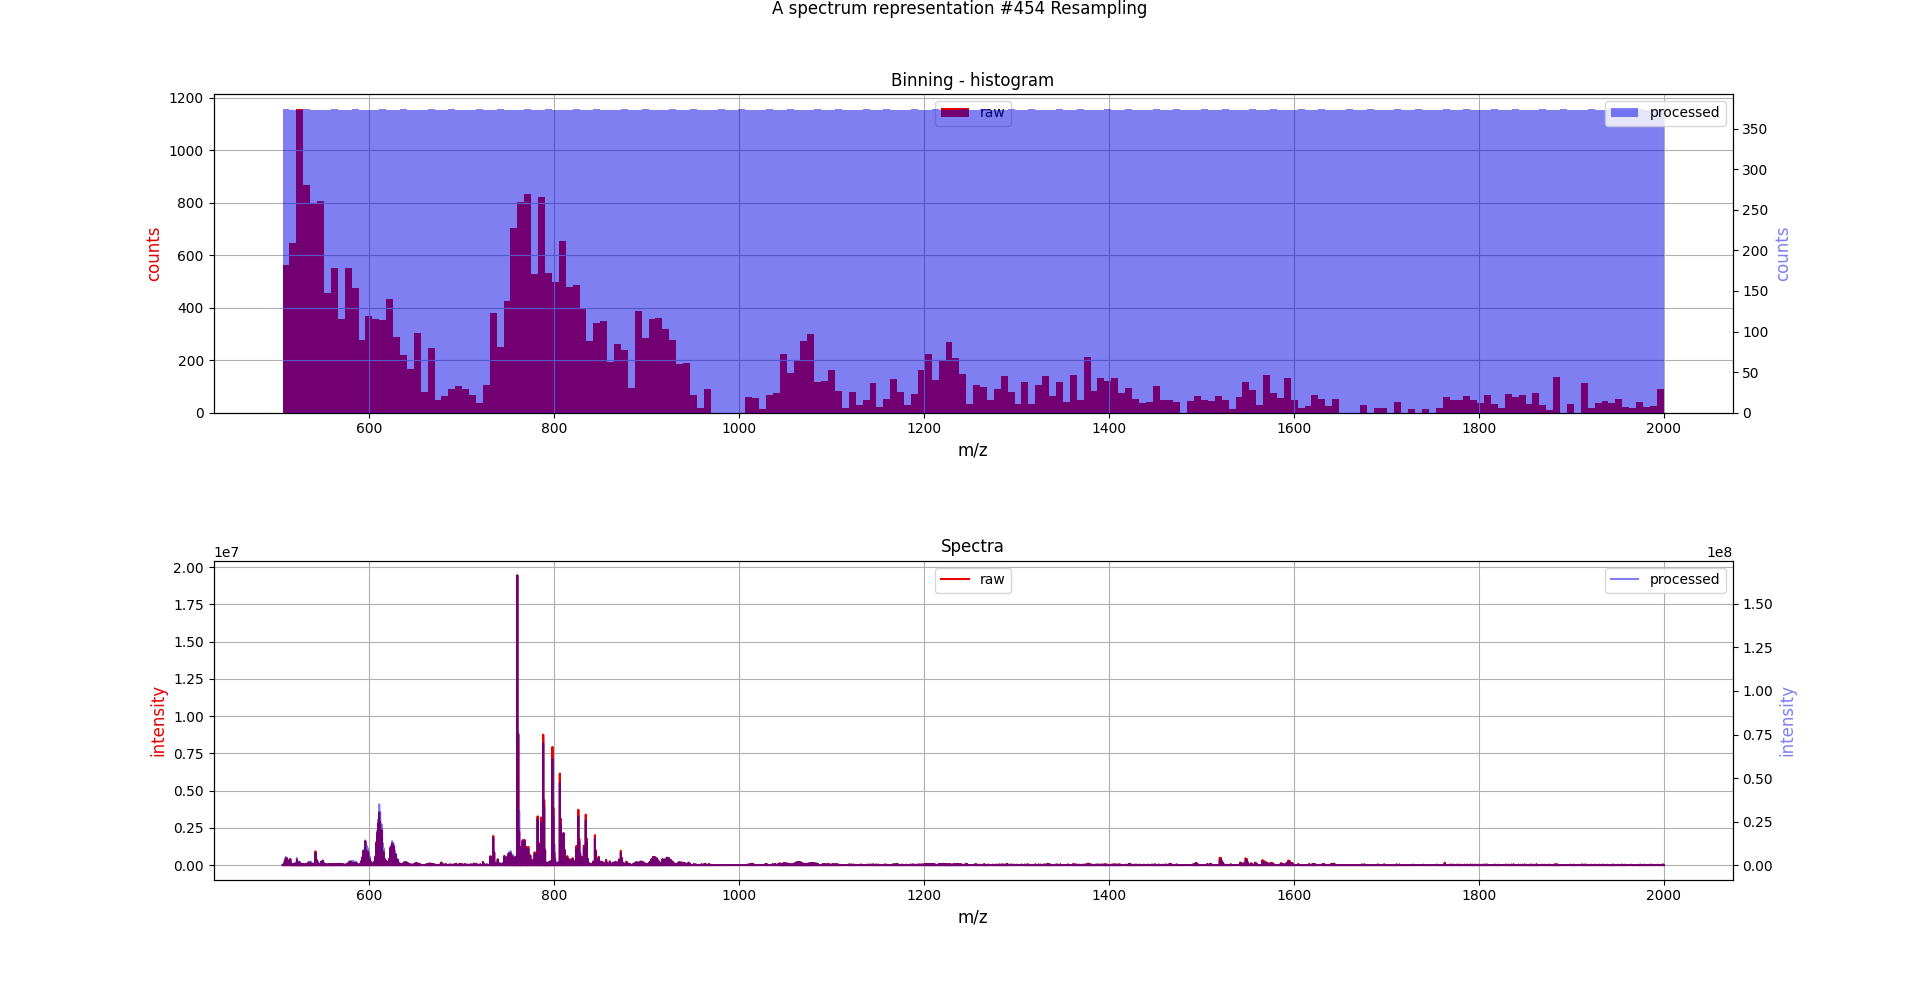 A spectrum representation #454 Resampling
Binning - histogram
raw
processed
1200
1000
800
600
400
200
0
counts
350
300
250
200
150
100
50
0
counts
600 800 1000 1200 1400 1600 1800 2000
m/z
Spectra
1e7
1e8
raw
processed
2.00
1.75
1.50
1.25
1.00
0.75
0.50
0.25
0.00
intensity
1.50
1.25
1.00
0.75
0.50
0.25
0.00
intensity
600 800 1000 1200 1400 1600 1800 2000
m/z